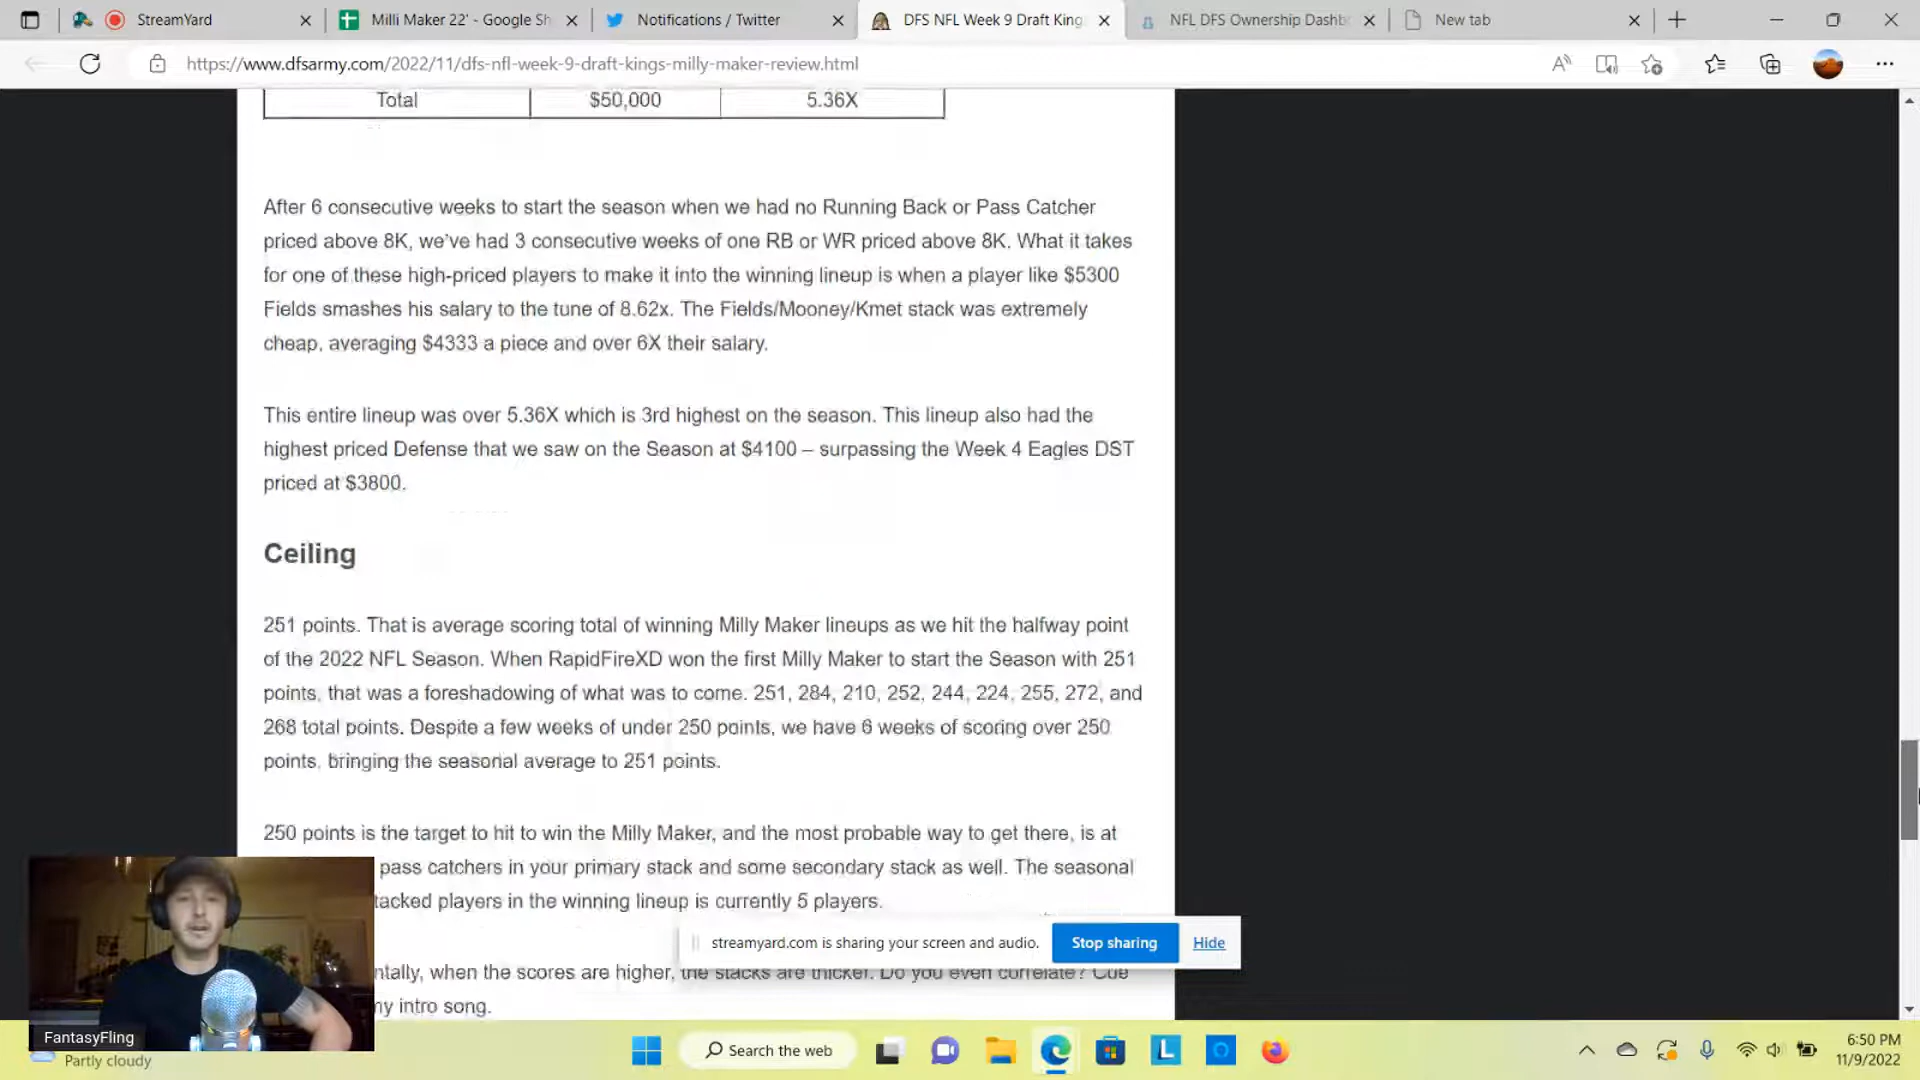 StreamYard
Milli Maker 22' - Google Sh
Notifications / Twitter
DFS NFL Week 9 Draft King
NFL DFS Ownership Dashb
New tab
https://www.dfsarmy.com/2022/11/dfs-nfl-week-9-draft-kings-milly-maker-review.html
Total $50,000 5.36X
After 6 consecutive weeks to start the season when we had no Running Back or Pass Catcher
priced above 8K, we've had 3 consecutive weeks of one RB or WR priced above 8K. What it takes
for one of these high-priced players to make it into the winning lineup is when a player like $5300
Fields smashes his salary to the tune of 8.62x. The Fields/Mooney/Kmet stack was extremely
cheap, averaging $4333 a piece and over 6X their salary.
This entire lineup was over 5.36X which is 3rd highest on the season. This lineup also had the
highest priced Defense that we saw on the Season at $4100 – surpassing the Week 4 Eagles DST
priced at $3800.
Ceiling
251 points. That is average scoring total of winning Milly Maker lineups as we hit the halfway point
of the 2022 NFL Season. When RapidFireXD won the first Milly Maker to start the Season with 251
points, that was a foreshadowing of what was to come. 251, 284, 210, 252, 244, 224, 255, 272, and
268 total points. Despite a few weeks of under 250 points, we have 6 weeks of scoring over 250
points, bringing the seasonal average to 251 points.
250 points is the target to hit to win the Milly Maker, and the most probable way to get there, is at
pass catchers in your primary stack and some secondary stack as well. The seasonal
tacked players in the winning lineup is currently 5 players.
streamyard.com is sharing your screen and audio.
Stop sharing
Hide
ntally, when the scores are higher, the stacks are thicker. Do you even correlate? Cue
ny intro song.
FantasyFling
Partly cloudy
Search the web
6:50 PM
11/9/2022